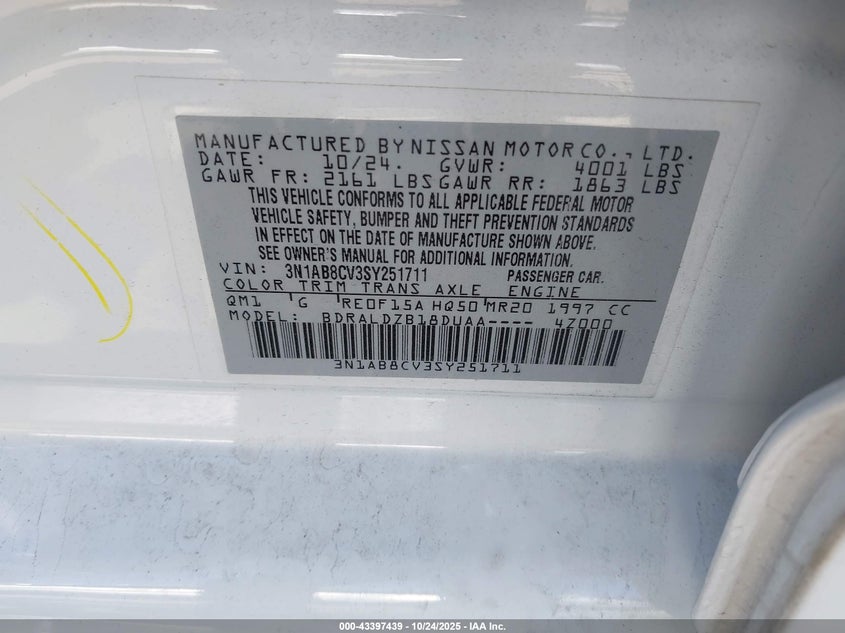 MANUFACTURED BY NISSAN MOTOR CO., LTD.
DATE: 10/24. GVWR: 4001 LBS
GAWR FR: 2161 LBS GAWR RR: 1863 LBS
THIS VEHICLE CONFORMS TO ALL APPLICABLE FEDERAL MOTOR
VEHICLE SAFETY, BUMPER AND THEFT PREVENTION STANDARDS
IN EFFECT ON THE DATE OF MANUFACTURE SHOWN ABOVE.
SEE OWNER'S MANUAL FOR ADDITIONAL INFORMATION.
VIN: 3N1AB8CV3SY251711 PASSENGER CAR.
COLOR TRIM TRANS AXLE ENGINE
QM1 G RE0F15A HQ50 MR20 1997 CC
MODEL: BDRALDZB18DUAA---- 4Z000
3N1AB8CV3SY251711
000-43397439 - 10/24/2025 - IAA Inc.